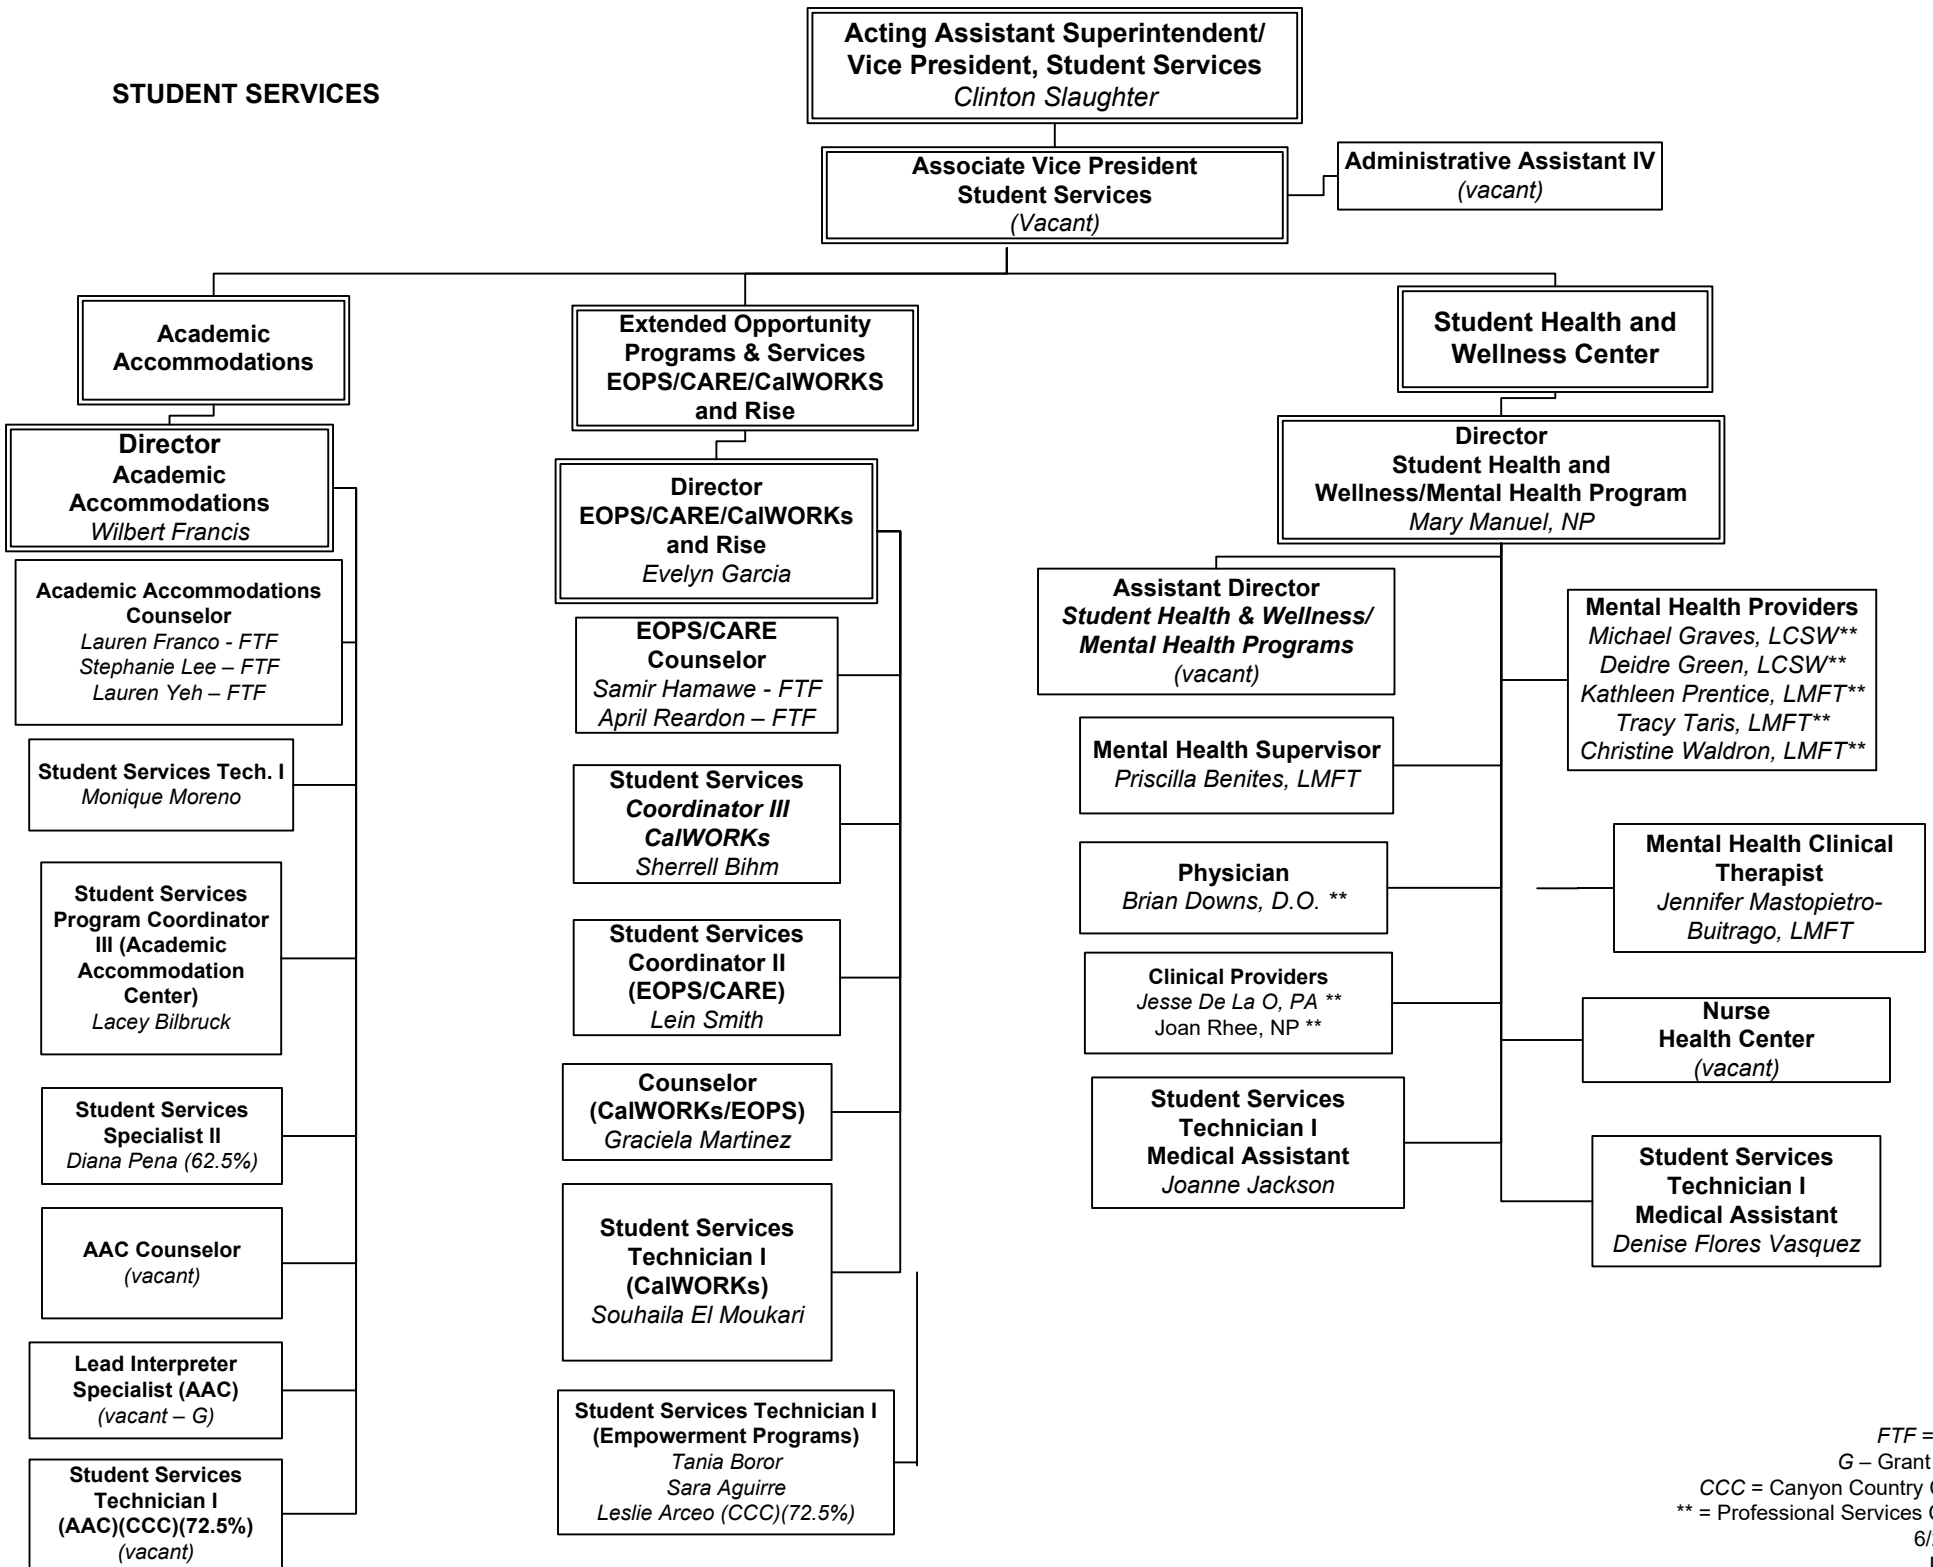 STUDENT SERVICES
Acting Assistant Superintendent/
Vice President, Student Services
Clinton Slaughter
Associate Vice President
Student Services
(Vacant)
Administrative Assistant IV
(vacant)
Academic
Accommodations
Director
Academic
Accommodations
Wilbert Francis
Academic Accommodations
Counselor
Lauren Franco - FTF
Stephanie Lee – FTF
Lauren Yeh – FTF
Student Services Tech. I
Monique Moreno
Student Services
Program Coordinator
III (Academic
Accommodation
Center)
Lacey Bilbruck
Student Services
Specialist II
Diana Pena (62.5%)
AAC Counselor
(vacant)
Lead Interpreter
Specialist (AAC)
(vacant – G)
Student Services
Technician I
(AAC)(CCC)(72.5%)
(vacant)
Extended Opportunity
Programs & Services
EOPS/CARE/CalWORKS
and Rise
Director
EOPS/CARE/CalWORKs
and Rise
Evelyn Garcia
EOPS/CARE
Counselor
Samir Hamawe - FTF
April Reardon – FTF
Student Services
Coordinator III
CalWORKs
Sherrell Bihm
Student Services
Coordinator II
(EOPS/CARE)
Lein Smith
Counselor
(CalWORKs/EOPS)
Graciela Martinez
Student Services
Technician I
(CalWORKs)
Souhaila El Moukari
Student Services Technician I
(Empowerment Programs)
Tania Boror
Sara Aguirre
Leslie Arceo (CCC)(72.5%)
Student Health and
Wellness Center
Director
Student Health and
Wellness/Mental Health Program
Mary Manuel, NP
Assistant Director
Student Health & Wellness/
Mental Health Programs
(vacant)
Mental Health Supervisor
Priscilla Benites, LMFT
Physician
Brian Downs, D.O. **
Clinical Providers
Jesse De La O, PA **
Joan Rhee, NP **
Student Services
Technician I
Medical Assistant
Joanne Jackson
Mental Health Providers
Michael Graves, LCSW**
Deidre Green, LCSW**
Kathleen Prentice, LMFT**
Tracy Taris, LMFT**
Christine Waldron, LMFT**
Mental Health Clinical
Therapist
Jennifer Mastopietro-
Buitrago, LMFT
Nurse
Health Center
(vacant)
Student Services
Technician I
Medical Assistant
Denise Flores Vasquez
FTF =
G – Grant
CCC = Canyon Country
** = Professional Services
6/